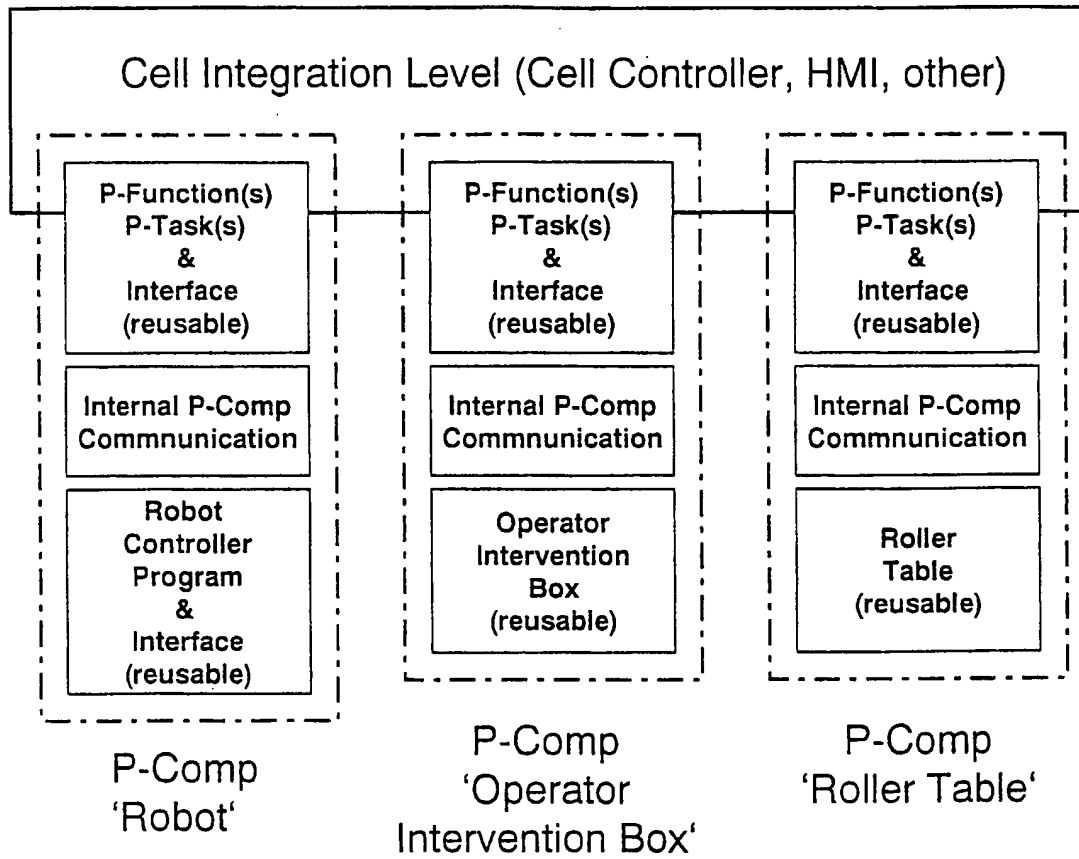 Cell Integration Level (Cell Controller, HMI, other)
P-Function(s)
P-Task(s)
&
Interface
(reusable)
Internal P-Comp
Commnunication
Robot
Controller
Program
&
Interface
(reusable)
P-Comp
'Robot'
P-Function(s)
P-Task(s)
&
Interface
(reusable)
Internal P-Comp
Commnunication
Operator
Intervention
Box
(reusable)
P-Comp
'Operator
Intervention Box'
P-Function(s)
P-Task(s)
&
Interface
(reusable)
Internal P-Comp
Commnunication
Roller
Table
(reusable)
P-Comp
'Roller Table'